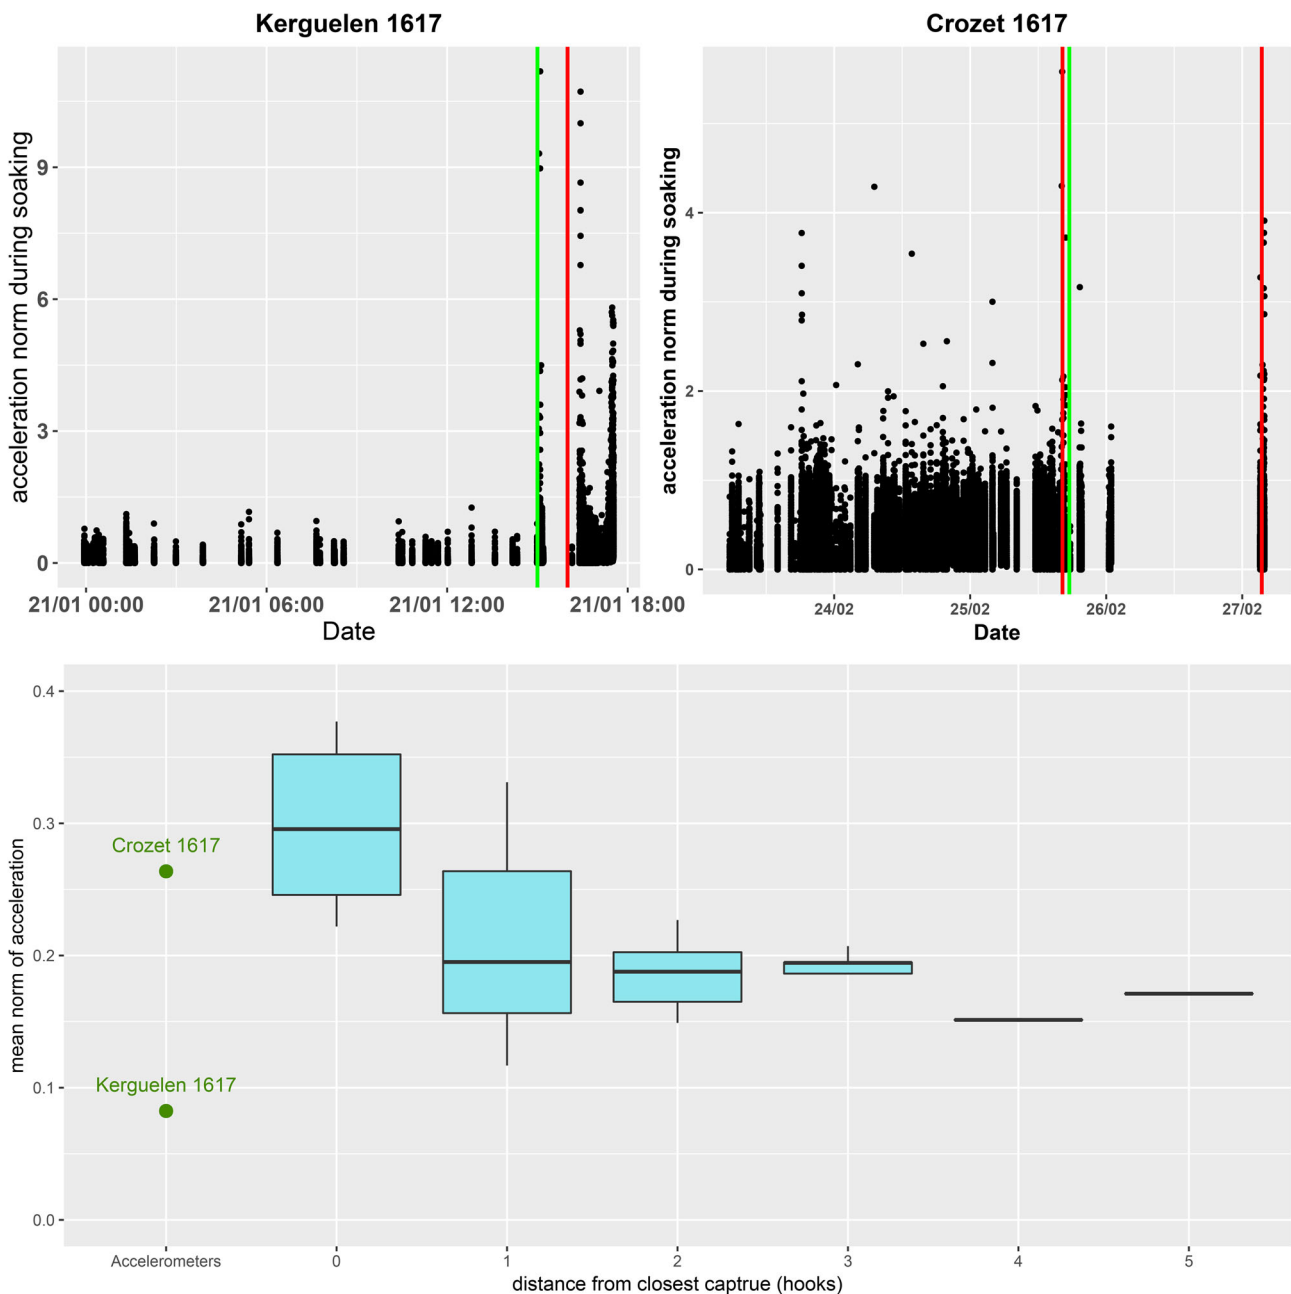 Kerguelen 1617
acceleration norm during soaking
9
6
3
0
21/01 00:00 21/01 06:00 21/01 12:00 21/01 18:00
Date
Crozet 1617
acceleration norm during soaking
4
2
0
24/02 25/02 26/02 27/02
Date
mean norm of acceleration
0.4
0.3
0.2
0.1
0.0
Crozet 1617
Kerguelen 1617
Accelerometers 0 1 2 3 4 5
distance from closest captrue (hooks)